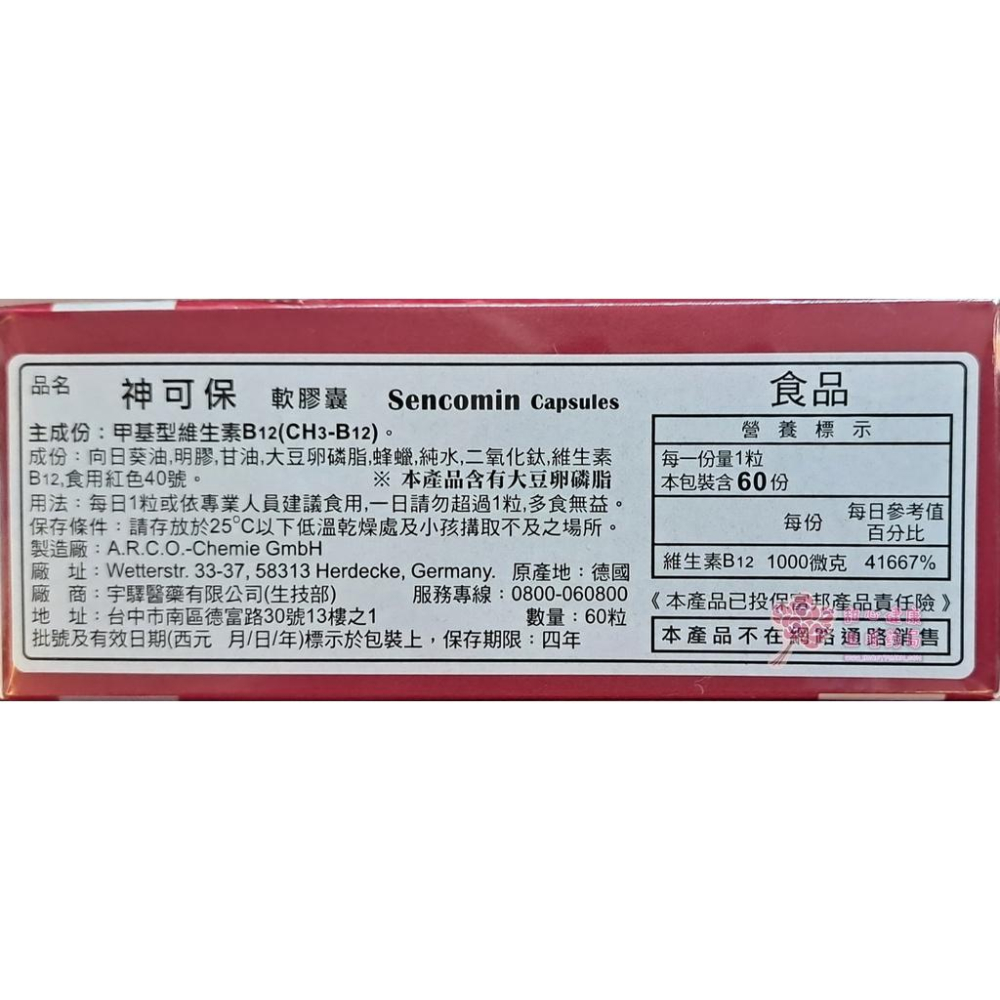 品名 神可保 軟膠囊 Sencomin Capsules
主成份：甲基型維生素B12(CH3-B12)。
成份：向日葵油,明膠,甘油,大豆卵磷脂,蜂蠟,純水,二氧化鈦,維生素
B12,食用紅色40號。 ※ 本產品含有大豆卵磷脂
用法：每日1粒或依專業人員建議食用,一日請勿超過1粒,多食無益。
保存條件：請存放於25°C以下低溫乾燥處及小孩搆取不及之場所。
製造廠：A.R.C.O.-Chemie GmbH
廠 址：Wetterstr. 33-37, 58313 Herdecke, Germany. 原產地：德國
廠 商：宇驛醫藥有限公司(生技部) 服務專線：0800-060800
地 址：台中市南區德富路30號13樓之1 數量：60粒
批號及有效日期(西元 月/日/年)標示於包裝上，保存期限：四年
食品
營養標示
每一份量1粒
本包裝含60份
每份 每日參考值
百分比
維生素B12 1000微克 41667%
《本產品已投保 邦產品責任險》
本產品不在網路通路銷售